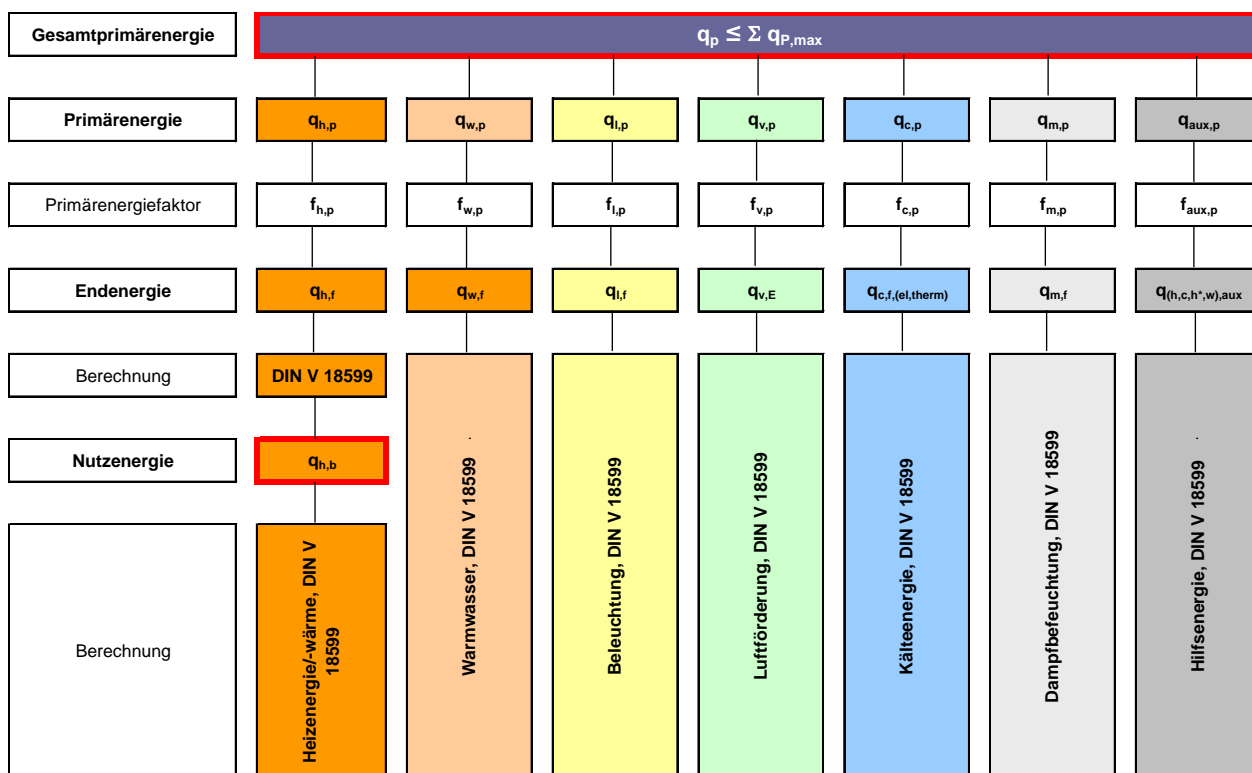 Gesamtprimärenergie
q_p ≤ Σ q_P,max
Primärenergie
q_h,p
q_w,p
q_l,p
q_v,p
q_c,p
q_m,p
q_aux,p
Primärenergiefaktor
f_h,p
f_w,p
f_l,p
f_v,p
f_c,p
f_m,p
f_aux,p
Endenergie
q_h,f
q_w,f
q_l,f
q_v,E
q_c,f,(el,therm)
q_m,f
q_(h,c,h*,w),aux
Berechnung
DIN V 18599
Nutzenergie
q_h,b
Berechnung
Heizenergie/-wärme, DIN V
18599
Warmwasser, DIN V 18599
Beleuchtung, DIN V 18599
Luftförderung, DIN V 18599
Kälteenergie, DIN V 18599
Dampfbefeuchtung, DIN V 18599
Hilfsenergie, DIN V 18599